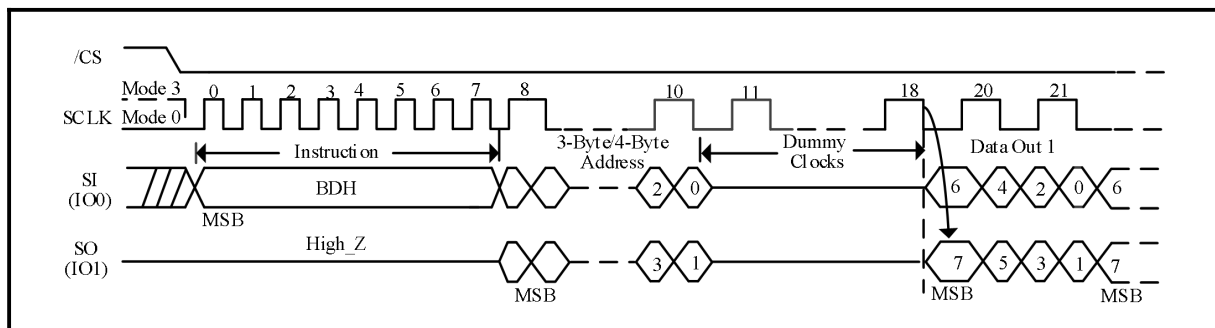 /CS
Mode 3
0 1 2 3 4 5 6 7 8 10 11 18 20 21
SCLK
Mode 0
Instruction
3-Byte/4-Byte
Address
Dummy
Clocks
Data Out 1
SI
(IO0)
BDH
2 0 6 4 2 0 6
MSB
High_Z
SO
(IO1)
3 1 7 5 3 1 7
MSB MSB MSB